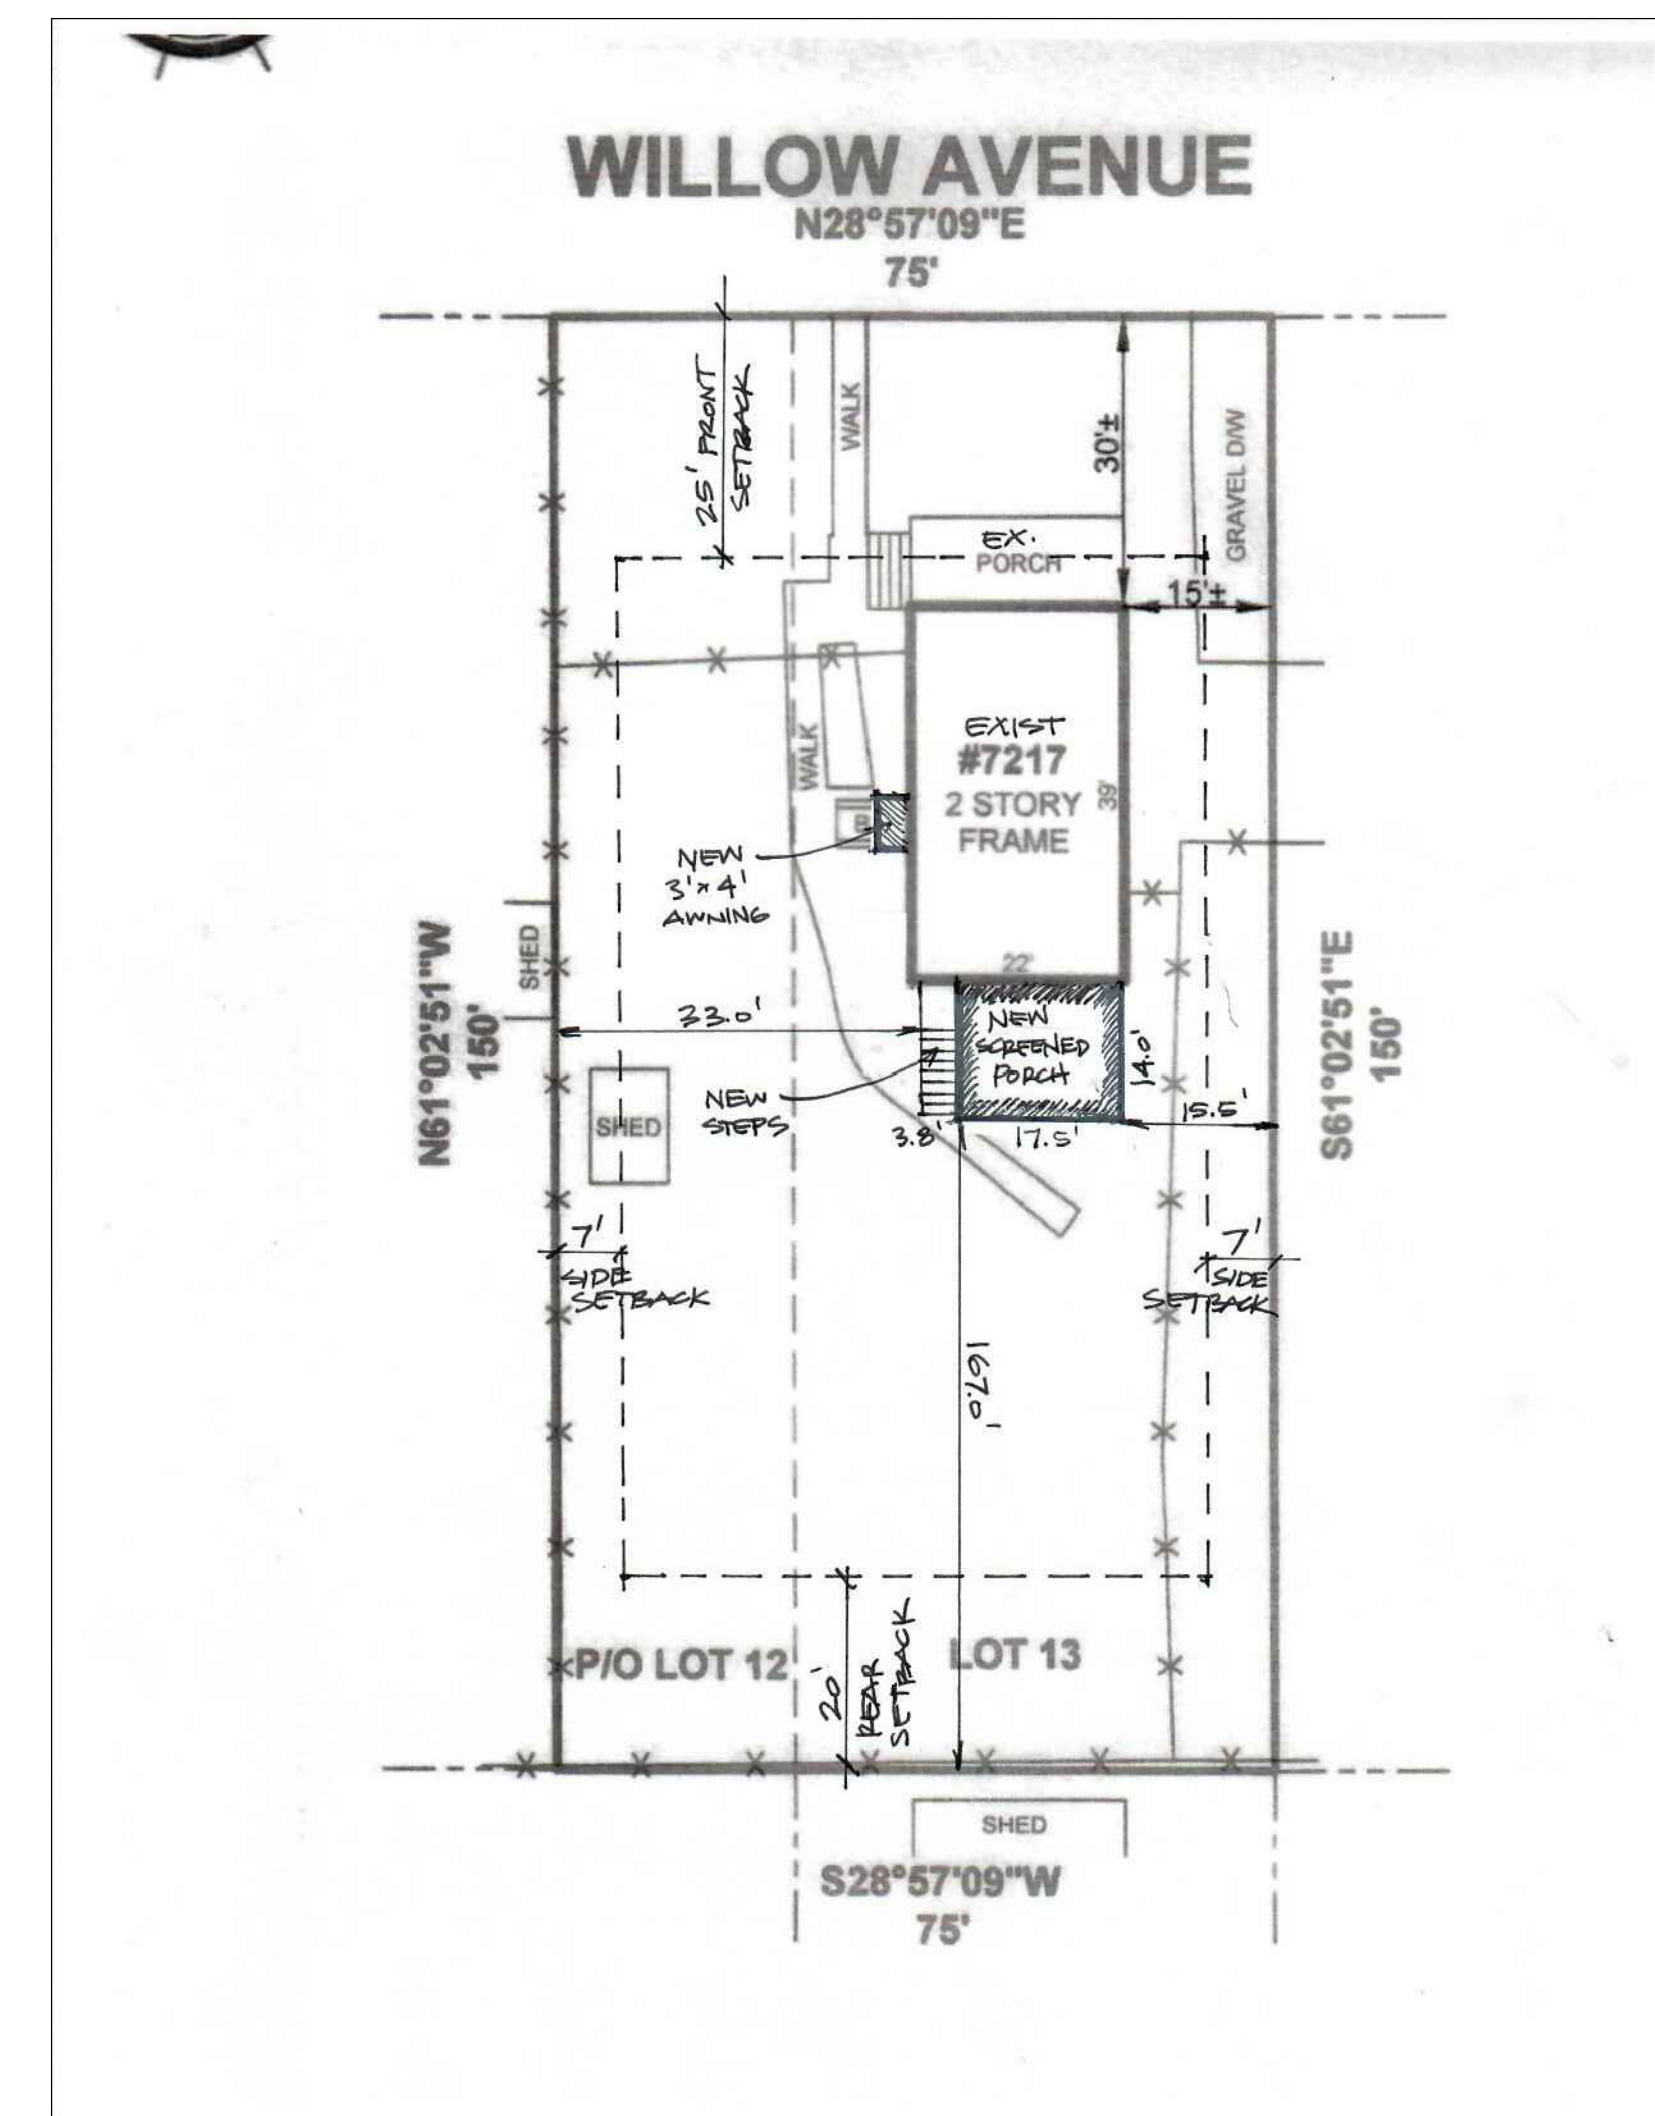 WILLOW AVENUE
N28°57'09"E
75'
25' FRONT
SETBACK
WALK
30'±
GRAVEL D/W
EX.
PORCH
15'±
WALK
EXIST
#7217
2 STORY
FRAME
39'
B
NEW
3'x4'
AWNING
22'
SHED
N61°02'51"W
150'
S61°02'51"E
150'
33.0'
NEW
SCREENED
PORCH
14.0'
NEW
STEPS
SHED
3.8'
17.5'
15.5'
7'
SIDE
SETBACK
7'
SIDE
SETBACK
167.0'
P/O LOT 12
LOT 13
20'
REAR
SETBACK
SHED
S28°57'09"W
75'